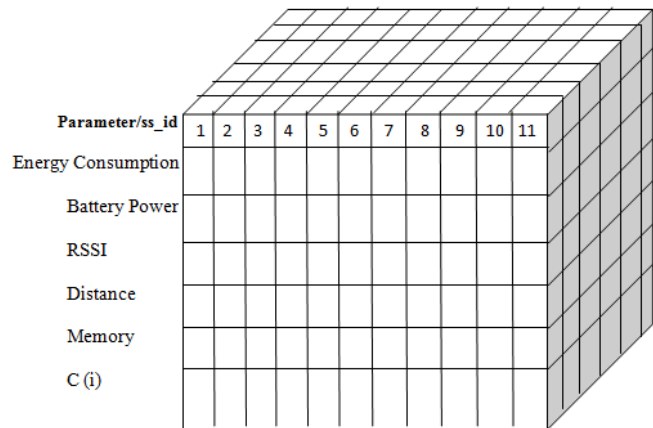 Parameter/ss_id 1 2 3 4 5 6 7 8 9 10 11
Energy Consumption
Battery Power
RSSI
Distance
Memory
C (i)